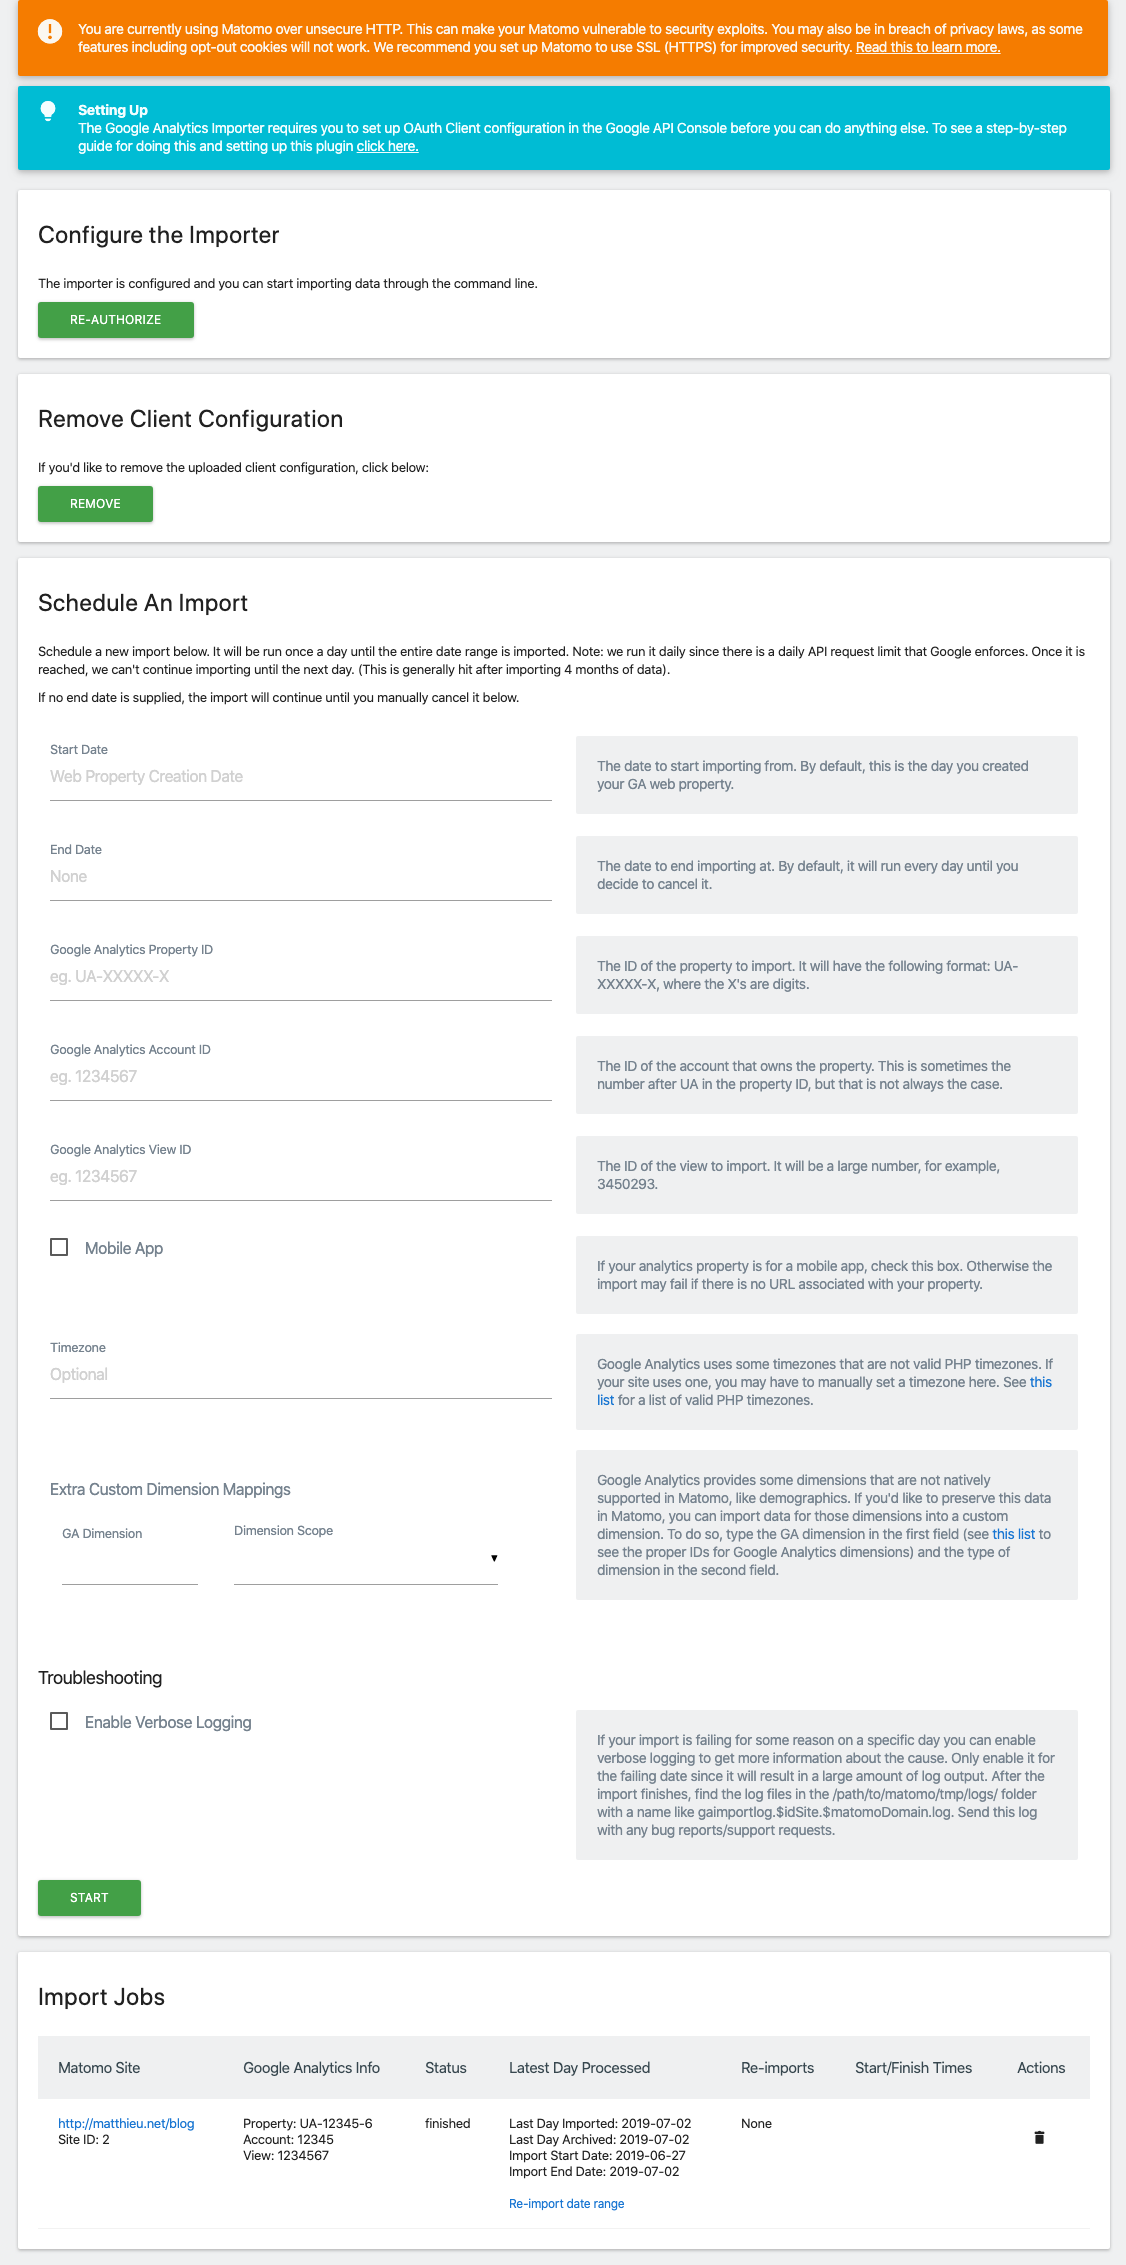 You are currently using Matomo over unsecure HTTP. This can make your Matomo vulnerable to security exploits. You may also be in breach of privacy laws, as some
features including opt-out cookies will not work. We recommend you set up Matomo to use SSL (HTTPS) for improved security. Read this to learn more.
Setting Up
The Google Analytics Importer requires you to set up OAuth Client configuration in the Google API Console before you can do anything else. To see a step-by-step
guide for doing this and setting up this plugin click here.
Configure the Importer
The importer is configured and you can start importing data through the command line.
RE-AUTHORIZE
Remove Client Configuration
If you'd like to remove the uploaded client configuration, click below:
REMOVE
Schedule An Import
Schedule a new import below. It will be run once a day until the entire date range is imported. Note: we run it daily since there is a daily API request limit that Google enforces. Once it is
reached, we can't continue importing until the next day. (This is generally hit after importing 4 months of data).
If no end date is supplied, the import will continue until you manually cancel it below.
Start Date
Web Property Creation Date
The date to start importing from. By default, this is the day you created
your GA web property.
End Date
None
The date to end importing at. By default, it will run every day until you
decide to cancel it.
Google Analytics Property ID
eg. UA-XXXXX-X
The ID of the property to import. It will have the following format: UA-
XXXXX-X, where the X's are digits.
Google Analytics Account ID
eg. 1234567
The ID of the account that owns the property. This is sometimes the
number after UA in the property ID, but that is not always the case.
Google Analytics View ID
eg. 1234567
The ID of the view to import. It will be a large number, for example,
3450293.
Mobile App
If your analytics property is for a mobile app, check this box. Otherwise the
import may fail if there is no URL associated with your property.
Timezone
Optional
Google Analytics uses some timezones that are not valid PHP timezones. If
your site uses one, you may have to manually set a timezone here. See this
list for a list of valid PHP timezones.
Extra Custom Dimension Mappings
GA Dimension
Dimension Scope
Google Analytics provides some dimensions that are not natively
supported in Matomo, like demographics. If you'd like to preserve this data
in Matomo, you can import data for those dimensions into a custom
dimension. To do so, type the GA dimension in the first field (see this list to
see the proper IDs for Google Analytics dimensions) and the type of
dimension in the second field.
Troubleshooting
Enable Verbose Logging
If your import is failing for some reason on a specific day you can enable
verbose logging to get more information about the cause. Only enable it for
the failing date since it will result in a large amount of log output. After the
import finishes, find the log files in the /path/to/matomo/tmp/logs/ folder
with a name like gaimportlog.$idSite.$matomoDomain.log. Send this log
with any bug reports/support requests.
START
Import Jobs
Matomo Site Google Analytics Info Status Latest Day Processed Re-imports Start/Finish Times Actions
http://matthieu.net/blog Property: UA-12345-6 finished Last Day Imported: 2019-07-02 None
Site ID: 2 Account: 12345 Last Day Archived: 2019-07-02
View: 1234567 Import Start Date: 2019-06-27
Import End Date: 2019-07-02
Re-import date range